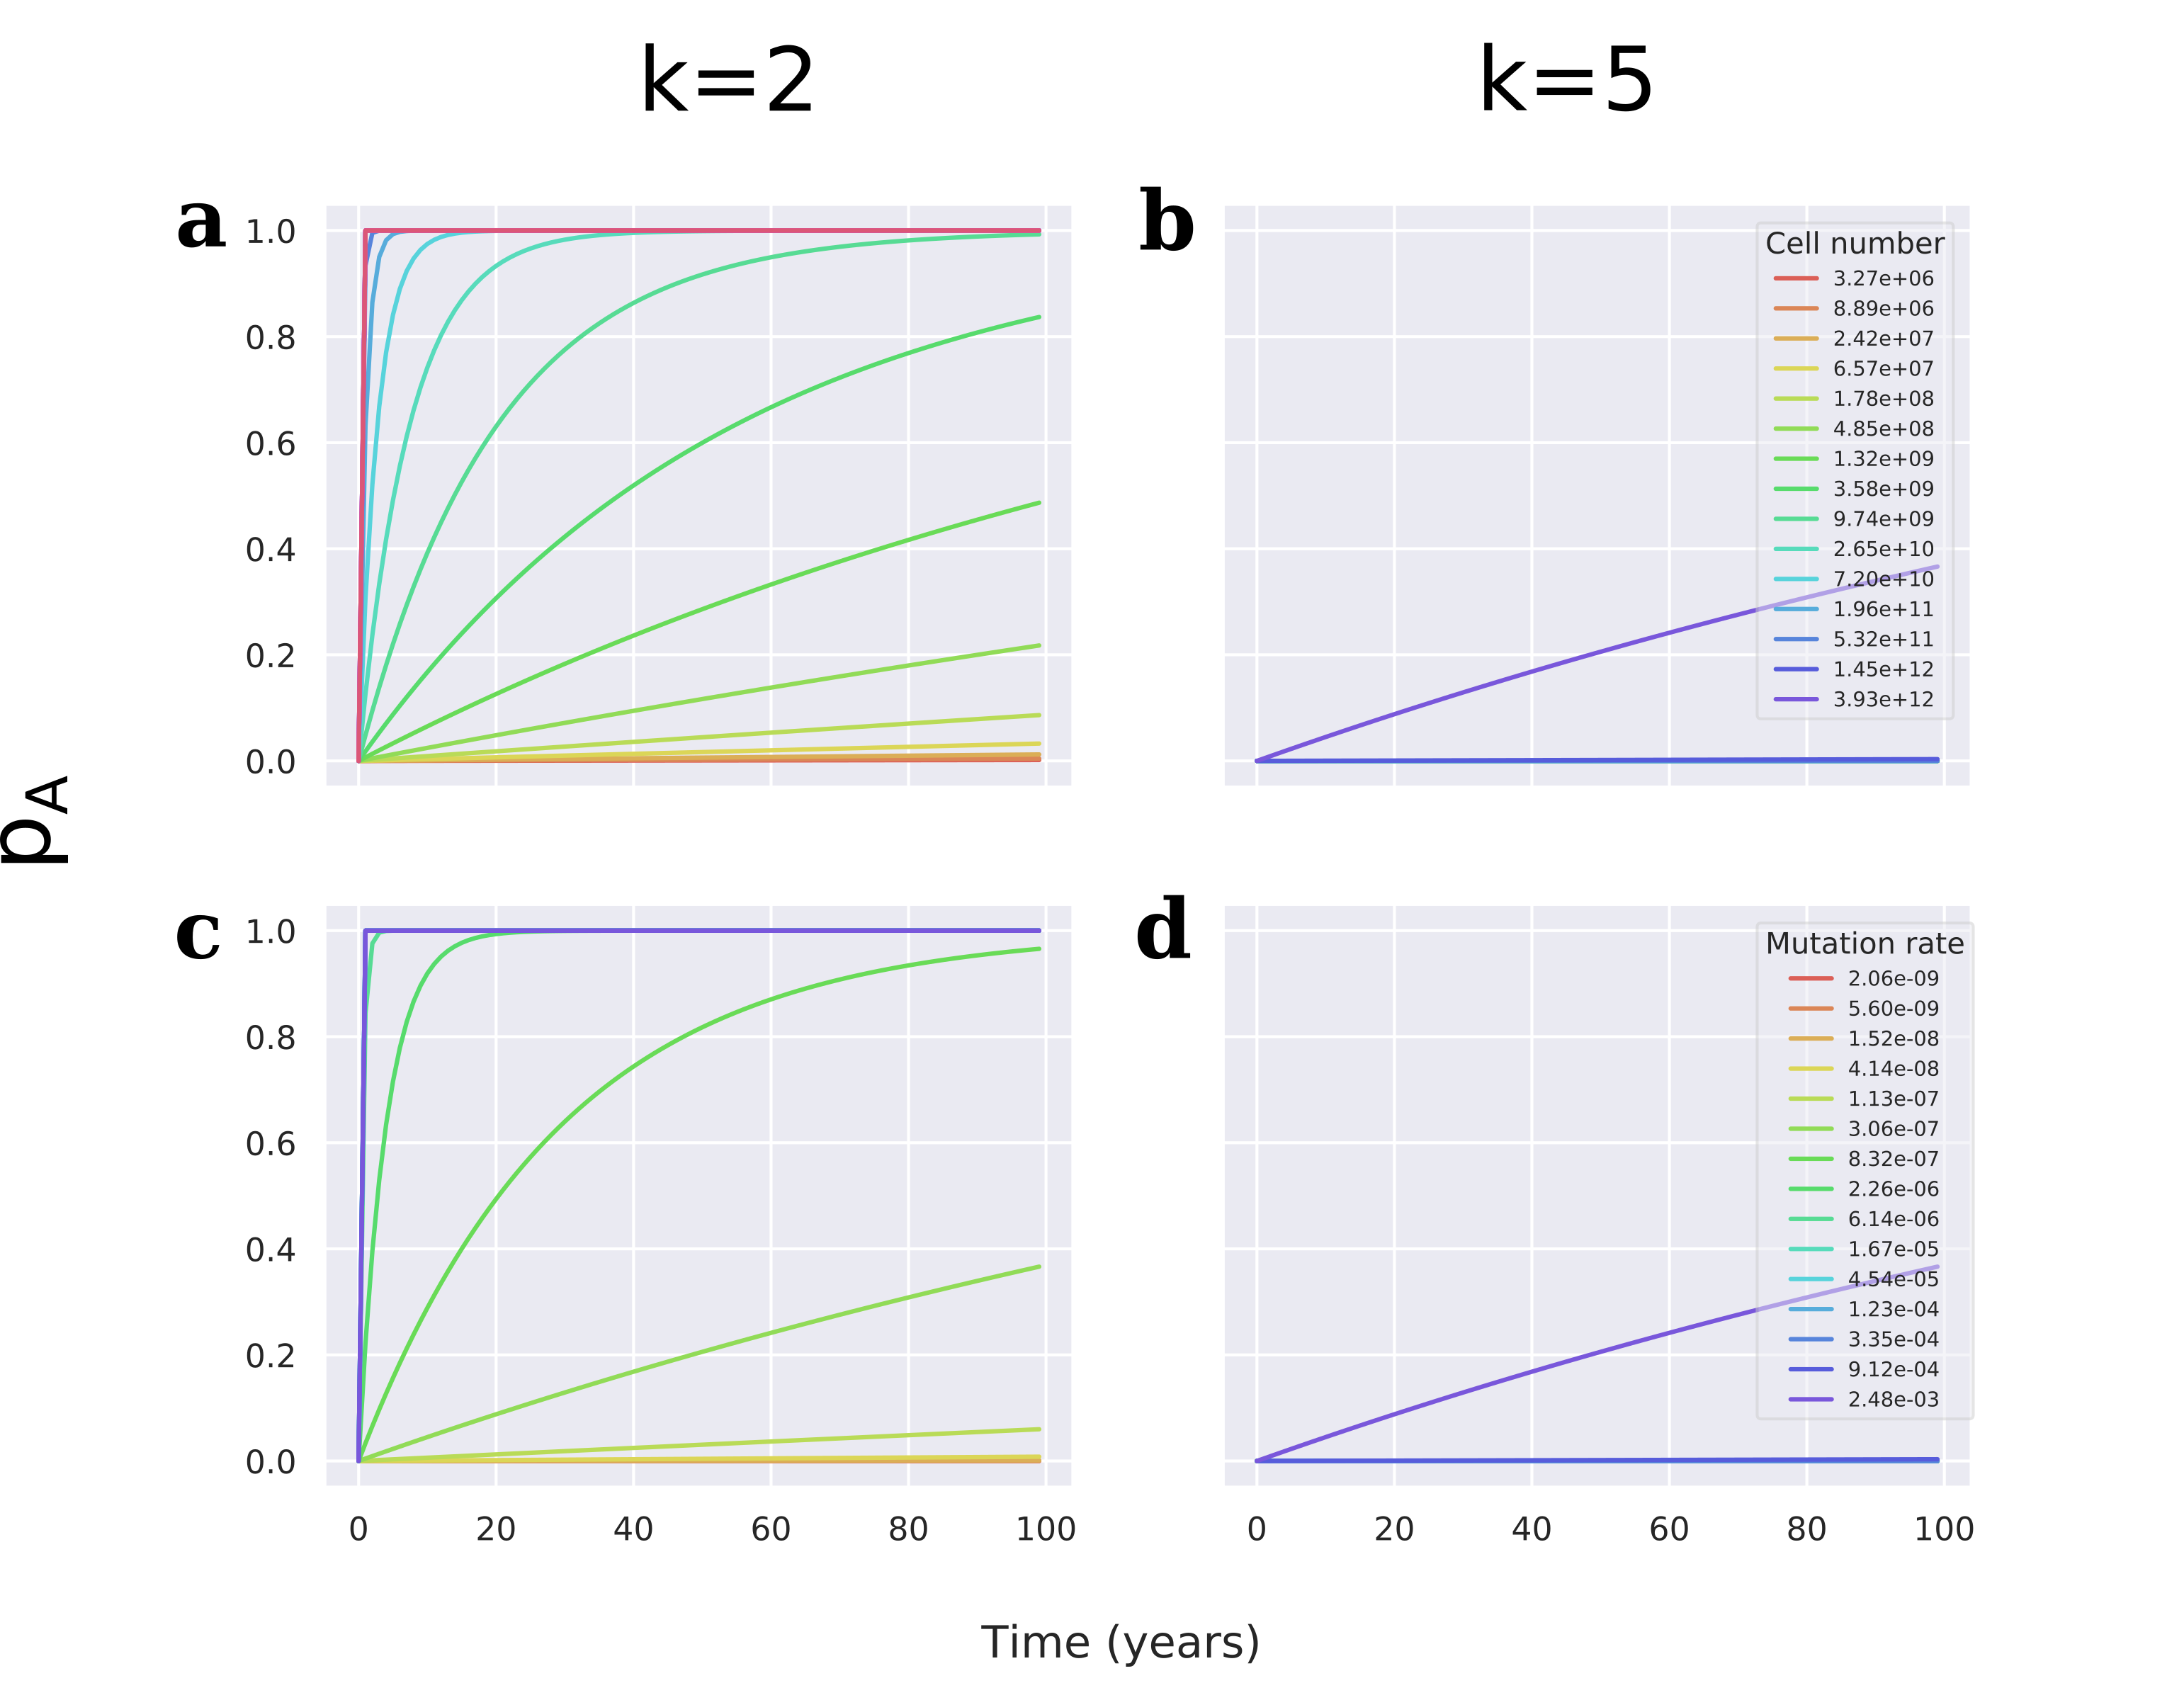 k=2
k=5
a
1.0
0.8
0.6
0.4
0.2
0.0
b
Cell number
3.27e+06
8.89e+06
2.42e+07
6.57e+07
1.78e+08
4.85e+08
1.32e+09
3.58e+09
9.74e+09
2.65e+10
7.20e+10
1.96e+11
5.32e+11
1.45e+12
3.93e+12
pA
c
1.0
0.8
0.6
0.4
0.2
0.0
0 20 40 60 80 100
d
Mutation rate
2.06e-09
5.60e-09
1.52e-08
4.14e-08
1.13e-07
3.06e-07
8.32e-07
2.26e-06
6.14e-06
1.67e-05
4.54e-05
1.23e-04
3.35e-04
9.12e-04
2.48e-03
0 20 40 60 80 100
Time (years)